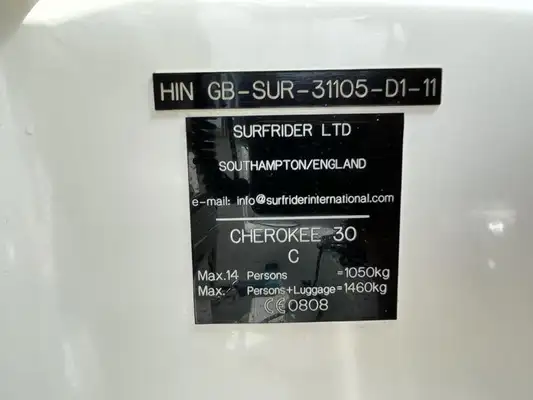 HIN GB-SUR-31105-D1-11
SURFRIDER LTD
SOUTHAMPTON/ENGLAND
e-mail: info@surfriderinternational.com
CHEROKEE 30
C
Max.14 Persons =1050kg
Max. Persons+Luggage=1460kg
CE0808